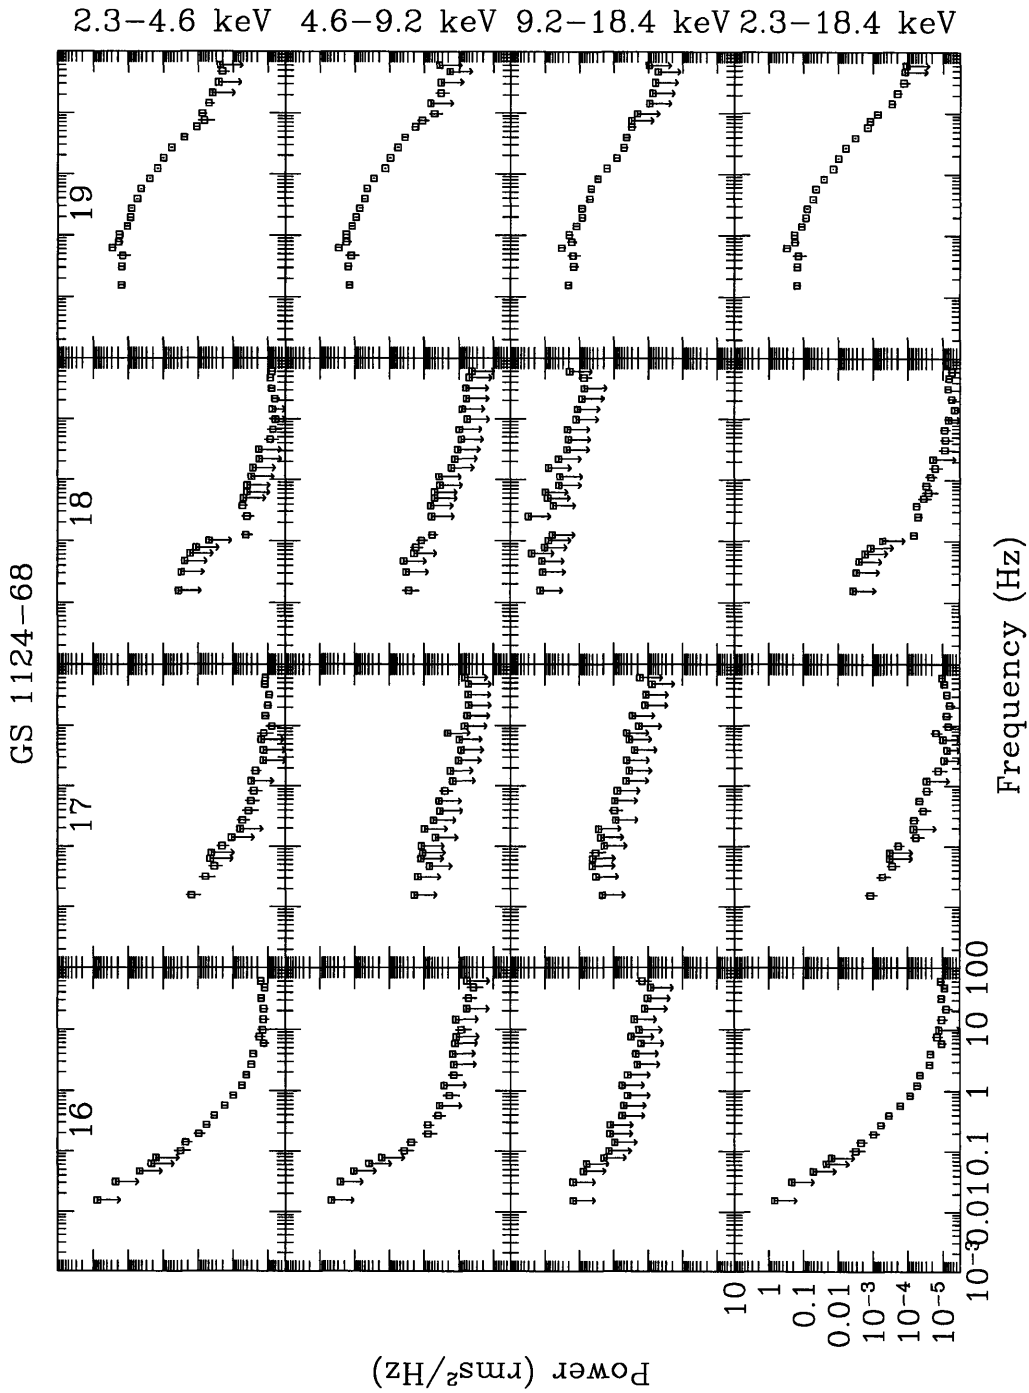 GS 1124−68
16 17 18 19
2.3−4.6 keV
4.6−9.2 keV
9.2−18.4 keV
2.3−18.4 keV
Power (rms²/Hz)
10
1
0.1
0.01
10⁻³
10⁻⁴
10⁻⁵
10⁻³ 0.01 0.1 1 10 100
Frequency (Hz)